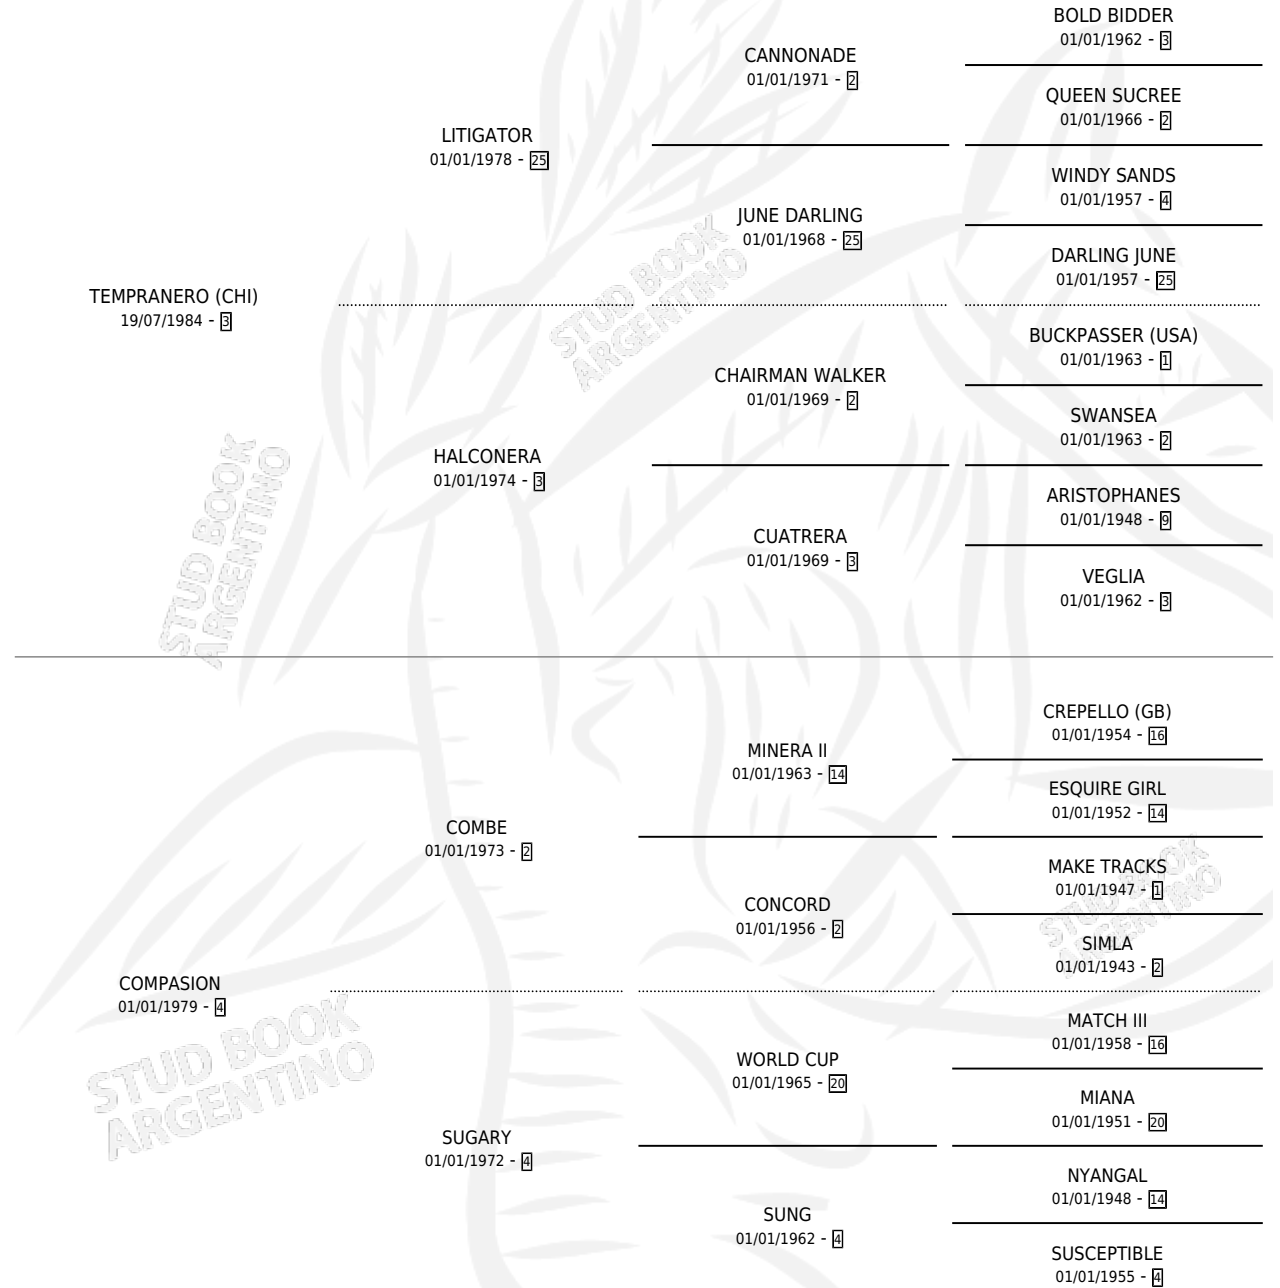 BOLD BIDDER
01/01/1962 - 3
CANNONADE
01/01/1971 - 2
QUEEN SUCREE
01/01/1966 - 2
LITIGATOR
01/01/1978 - 25
WINDY SANDS
01/01/1957 - 4
JUNE DARLING
01/01/1968 - 25
DARLING JUNE
01/01/1957 - 25
TEMPRANERO (CHI)
19/07/1984 - 3
BUCKPASSER (USA)
01/01/1963 - 1
CHAIRMAN WALKER
01/01/1969 - 2
SWANSEA
01/01/1963 - 2
HALCONERA
01/01/1974 - 3
ARISTOPHANES
01/01/1948 - 9
CUATRERA
01/01/1969 - 3
VEGLIA
01/01/1962 - 3
CREPELLO (GB)
01/01/1954 - 16
MINERA II
01/01/1963 - 14
ESQUIRE GIRL
01/01/1952 - 14
COMBE
01/01/1973 - 2
MAKE TRACKS
01/01/1947 - 1
CONCORD
01/01/1956 - 2
SIMLA
01/01/1943 - 2
COMPASION
01/01/1979 - 4
MATCH III
01/01/1958 - 16
WORLD CUP
01/01/1965 - 20
MIANA
01/01/1951 - 20
SUGARY
01/01/1972 - 4
NYANGAL
01/01/1948 - 14
SUNG
01/01/1962 - 4
SUSCEPTIBLE
01/01/1955 - 4
STUD BOOK
ARGENTINO
STUD BOOK
ARGENTINO
STUD BOOK
ARGENTINO
STUD BOOK
ARGENTINO